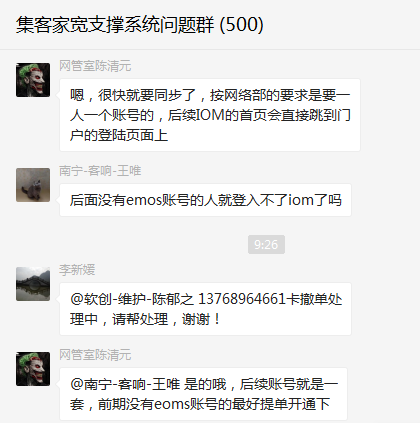 集客家宽支撑系统问题群 (500)
网管室陈清元
嗯，很快就要同步了，按网络部的要求是要一
人一个账号的，后续IOM的首页会直接跳到门
户的登陆页面上
南宁-客响-王唯
后面没有emos账号的人就登入不了iom了吗
9:26
李新媛
@软创-维护-陈郁之 13768964661卡撤单处
理中，请帮处理，谢谢！
网管室陈清元
@南宁-客响-王唯 是的哦，后续账号就是一
套，前期没有eoms账号的最好提单开通下